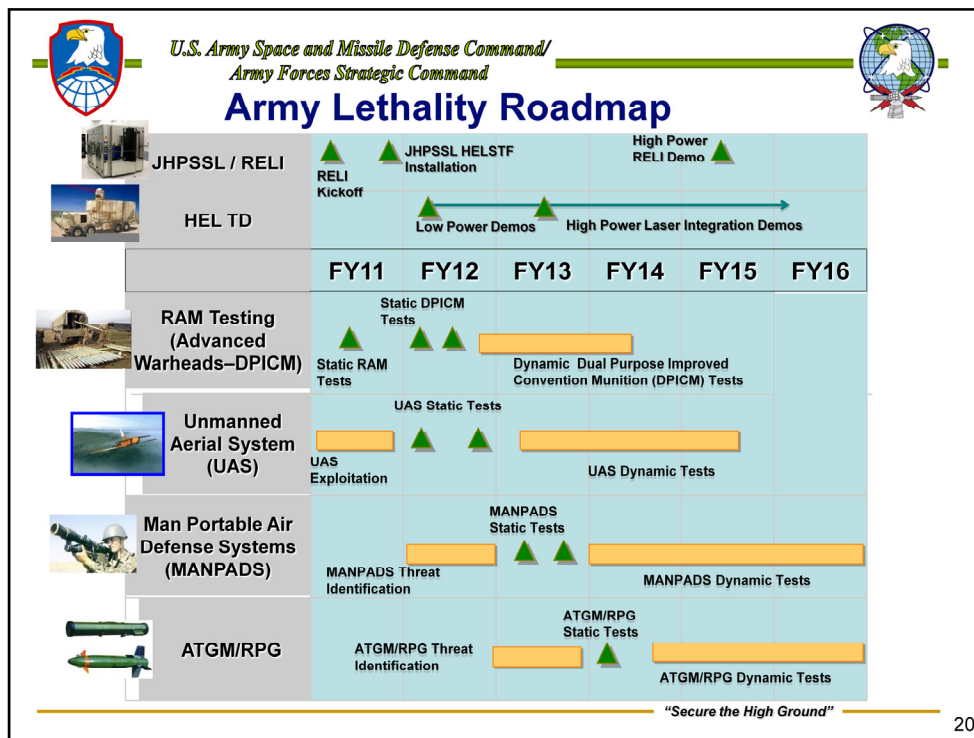 U.S. Army Space and Missile Defense Command/
Army Forces Strategic Command
Army Lethality Roadmap
JHPSSL / RELI
RELI
Kickoff
JHPSSL HELSTF
Installation
High Power
RELI Demo
HEL TD
Low Power Demos
High Power Laser Integration Demos
FY11
FY12
FY13
FY14
FY15
FY16
RAM Testing
(Advanced
Warheads–DPICM)
Static RAM
Tests
Static DPICM
Tests
Dynamic Dual Purpose Improved
Convention Munition (DPICM) Tests
Unmanned
Aerial System
(UAS)
UAS
Exploitation
UAS Static Tests
UAS Dynamic Tests
Man Portable Air
Defense Systems
(MANPADS)
MANPADS Threat
Identification
MANPADS
Static Tests
MANPADS Dynamic Tests
ATGM/RPG
ATGM/RPG Threat
Identification
ATGM/RPG
Static Tests
ATGM/RPG Dynamic Tests
“Secure the High Ground”
20